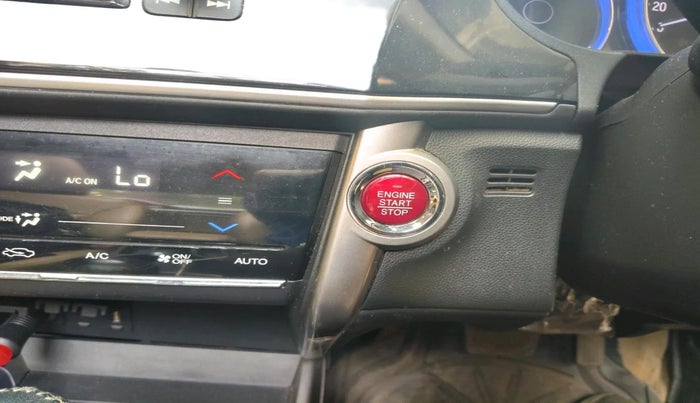 20
A/C ON Lo
ENGINE
START
STOP
A/C
ON/
OFF
AUTO